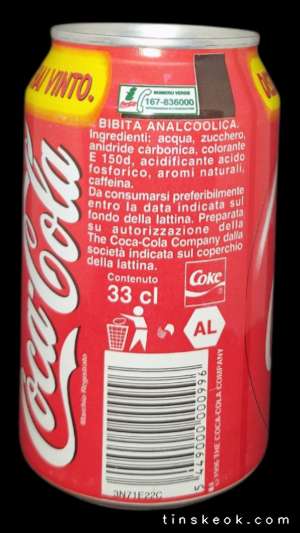 HAI VINTO.
NUMERO VERDE
167-836000
BIBITA ANALCOOLICA.
Ingredienti: acqua, zucchero,
anidride carbonica, colorante
E 150d, acidificante acido
fosforico, aromi naturali,
caffeina.
Da consumarsi preferibilmente
entro la data indicata sul
fondo della lattina. Preparata
su autorizzazione della
The Coca-Cola Company dalla
società indicata sul coperchio
della lattina.
Contenuto
33 cl
Coke
AL
Coca-Cola
Marchio Registrato
5 449000 000996
© 1996 THE COCA-COLA COMPANY
3N71E22C
tinskeok.com